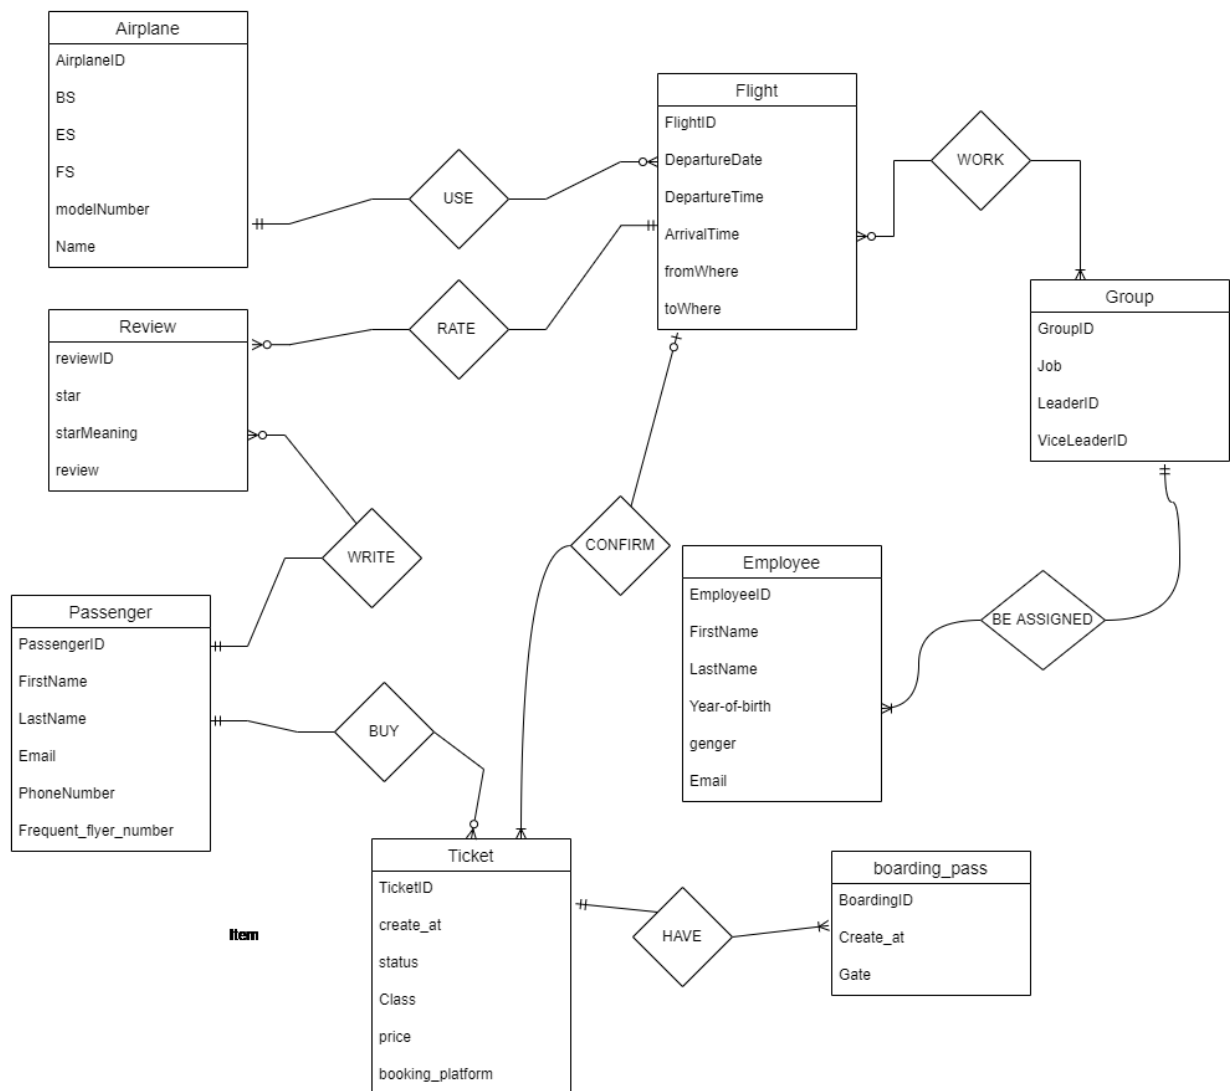 Airplane
AirplaneID
BS
ES
FS
modelNumber
Name
USE
Flight
FlightID
DepartureDate
DepartureTime
ArrivalTime
fromWhere
toWhere
WORK
Review
reviewID
star
starMeaning
review
RATE
Group
GroupID
Job
LeaderID
ViceLeaderID
WRITE
CONFIRM
Employee
EmployeeID
FirstName
LastName
Year-of-birth
genger
Email
BE ASSIGNED
Passenger
PassengerID
FirstName
LastName
Email
PhoneNumber
Frequent_flyer_number
BUY
Ticket
TicketID
create_at
status
Class
price
booking_platform
Item
HAVE
boarding_pass
BoardingID
Create_at
Gate